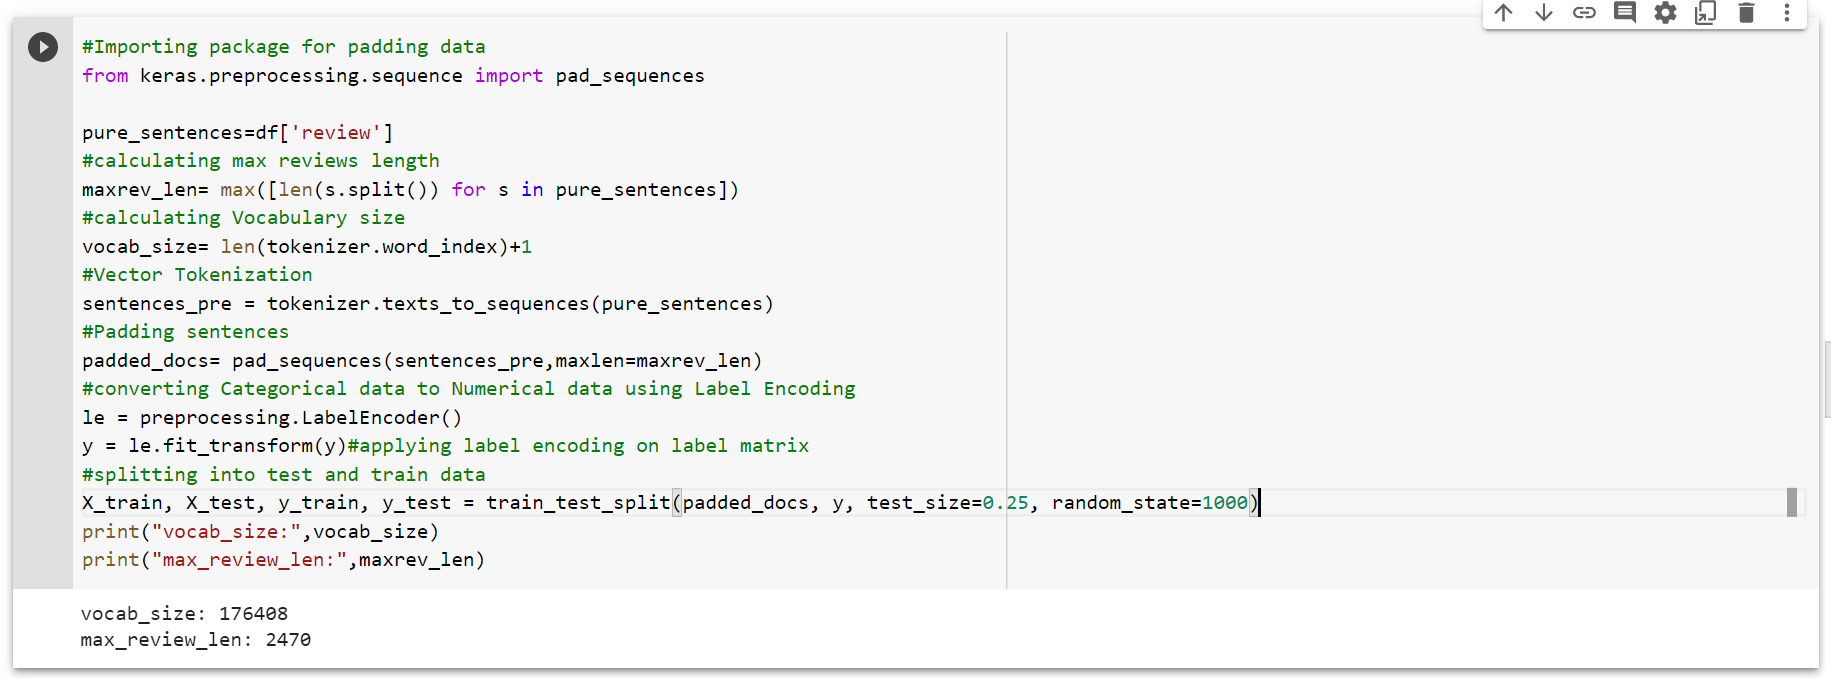 #Importing package for padding data
from keras.preprocessing.sequence import pad_sequences
pure_sentences=df['review']
#calculating max reviews length
maxrev_len= max([len(s.split()) for s in pure_sentences])
#calculating Vocabulary size
vocab_size= len(tokenizer.word_index)+1
#Vector Tokenization
sentences_pre = tokenizer.texts_to_sequences(pure_sentences)
#Padding sentences
padded_docs= pad_sequences(sentences_pre,maxlen=maxrev_len)
#converting Categorical data to Numerical data using Label Encoding
le = preprocessing.LabelEncoder()
y = le.fit_transform(y)#applying label encoding on label matrix
#splitting into test and train data
X_train, X_test, y_train, y_test = train_test_split(padded_docs, y, test_size=0.25, random_state=1000)
print("vocab_size:",vocab_size)
print("max_review_len:",maxrev_len)
vocab_size: 176408
max_review_len: 2470